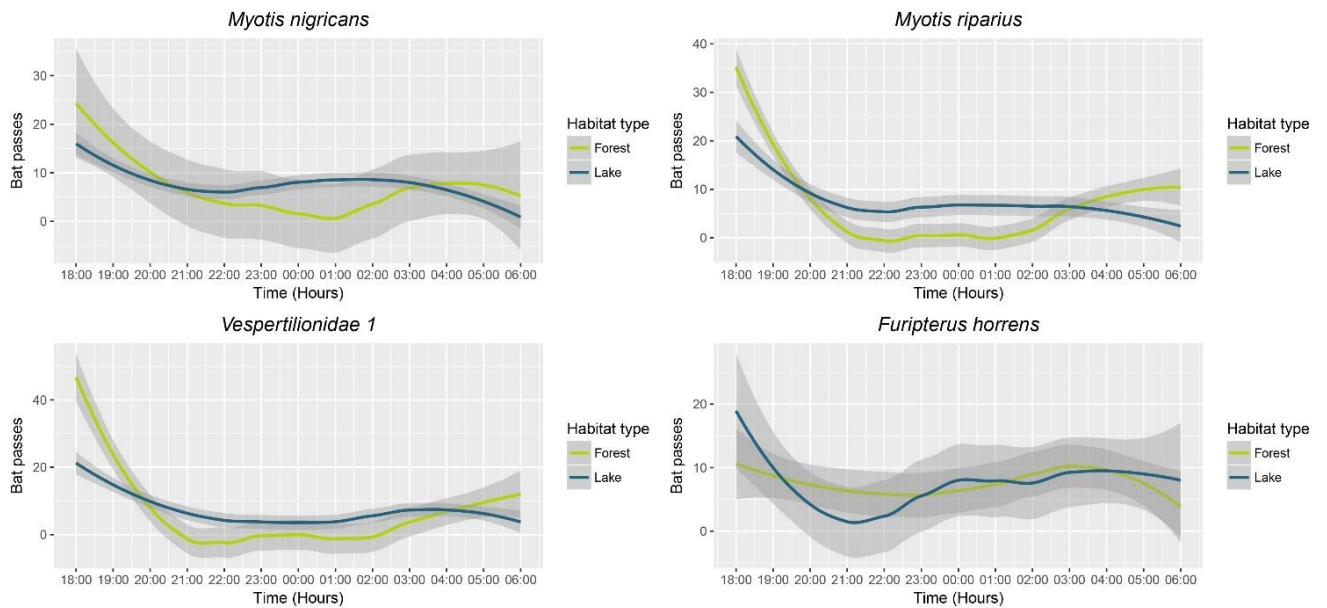 Myotis nigricans
30
20
10
0
Bat passes
18:00 19:00 20:00 21:00 22:00 23:00 00:00 01:00 02:00 03:00 04:00 05:00 06:00
Time (Hours)
Habitat type
Forest
Lake
Myotis riparius
40
30
20
10
0
Bat passes
18:00 19:00 20:00 21:00 22:00 23:00 00:00 01:00 02:00 03:00 04:00 05:00 06:00
Time (Hours)
Habitat type
Forest
Lake
Vespertilionidae 1
40
20
0
Bat passes
18:00 19:00 20:00 21:00 22:00 23:00 00:00 01:00 02:00 03:00 04:00 05:00 06:00
Time (Hours)
Habitat type
Forest
Lake
Furipterus horrens
20
10
0
Bat passes
18:00 19:00 20:00 21:00 22:00 23:00 00:00 01:00 02:00 03:00 04:00 05:00 06:00
Time (Hours)
Habitat type
Forest
Lake